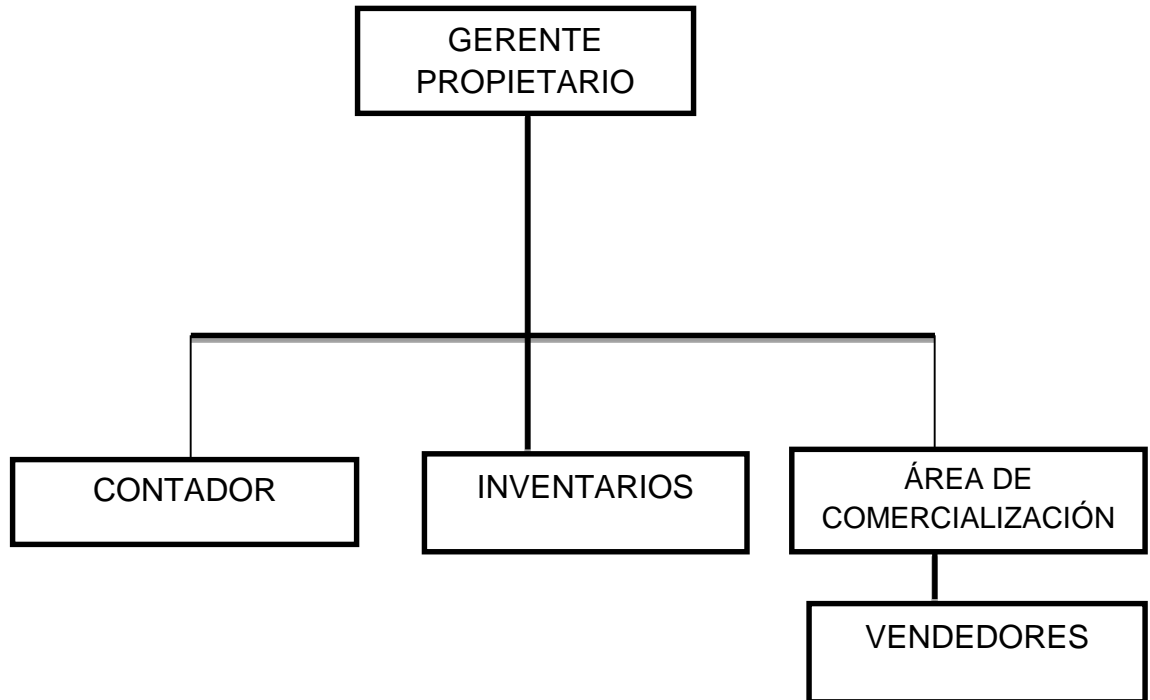 GERENTE
PROPIETARIO
CONTADOR
INVENTARIOS
ÁREA DE
COMERCIALIZACIÓN
VENDEDORES